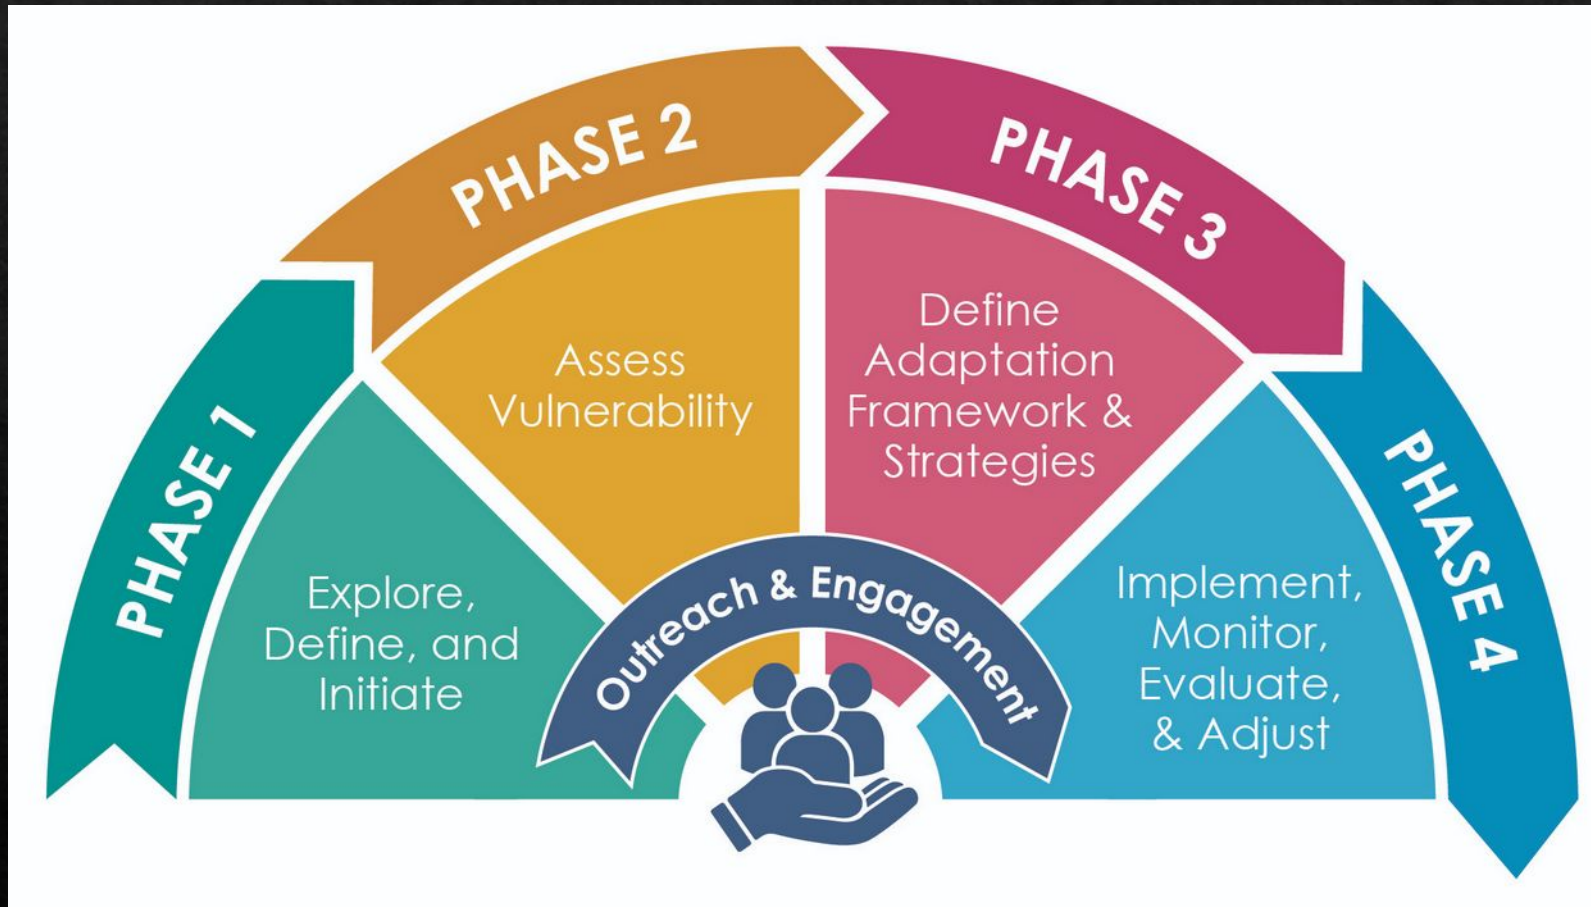 PHASE 1
Explore,
Define, and
Initiate
PHASE 2
Assess
Vulnerability
PHASE 3
Define
Adaptation
Framework &
Strategies
PHASE 4
Implement,
Monitor,
Evaluate,
& Adjust
Outreach & Engagement